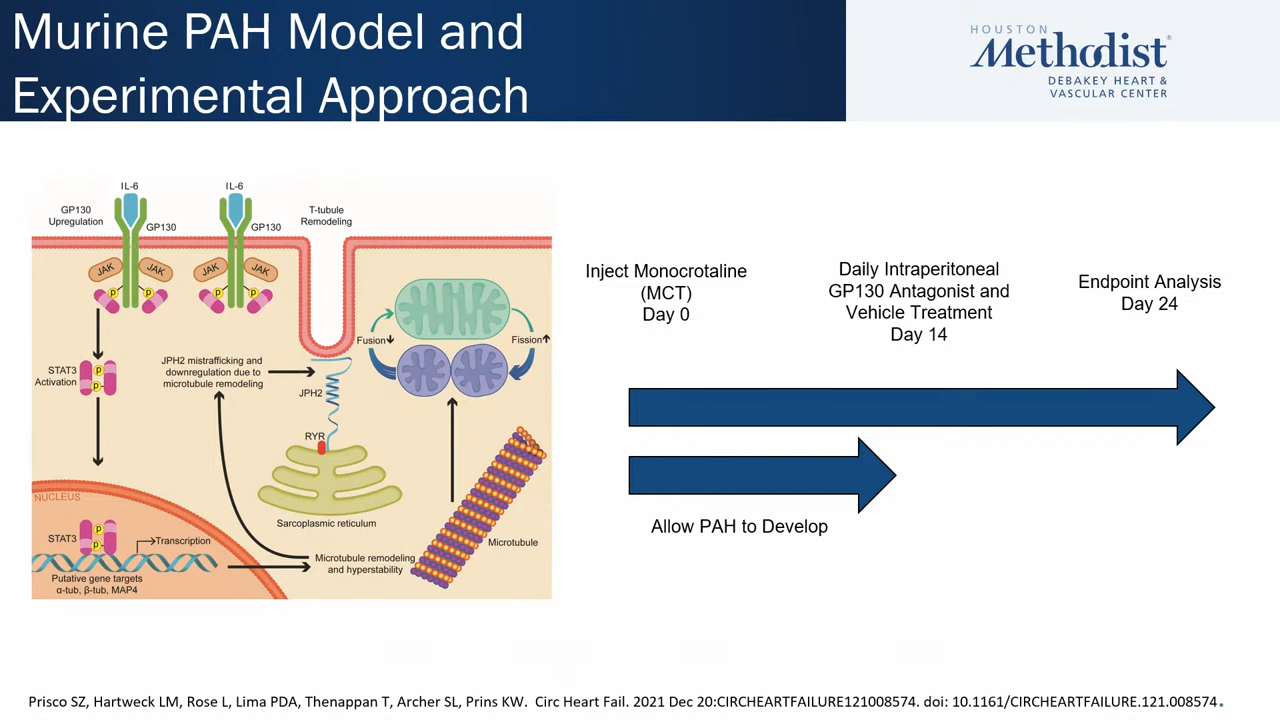 Murine PAH Model and
Experimental Approach
HOUSTON
Methodist®
DEBAKEY HEART &
VASCULAR CENTER
IL-6
IL-6
GP130
Upregulation
GP130
GP130
T-tubule
Remodeling
JAK
JAK
JAK
JAK
P
P
P
P
Fusion↓
Fission↑
STAT3
Activation
P
P
JPH2 mistrafficking and
downregulation due to
microtubule remodeling
JPH2
RYR
Sarcoplasmic reticulum
NUCLEUS
STAT3
P
P
Transcription
Putative gene targets
α-tub, β-tub, MAP4
Microtubule remodeling
and hyperstability
Microtubule
Inject Monocrotaline
(MCT)
Day 0
Daily Intraperitoneal
GP130 Antagonist and
Vehicle Treatment
Day 14
Endpoint Analysis
Day 24
Allow PAH to Develop
Prisco SZ, Hartweck LM, Rose L, Lima PDA, Thenappan T, Archer SL, Prins KW. Circ Heart Fail. 2021 Dec 20:CIRCHEARTFAILURE121008574. doi: 10.1161/CIRCHEARTFAILURE.121.008574.